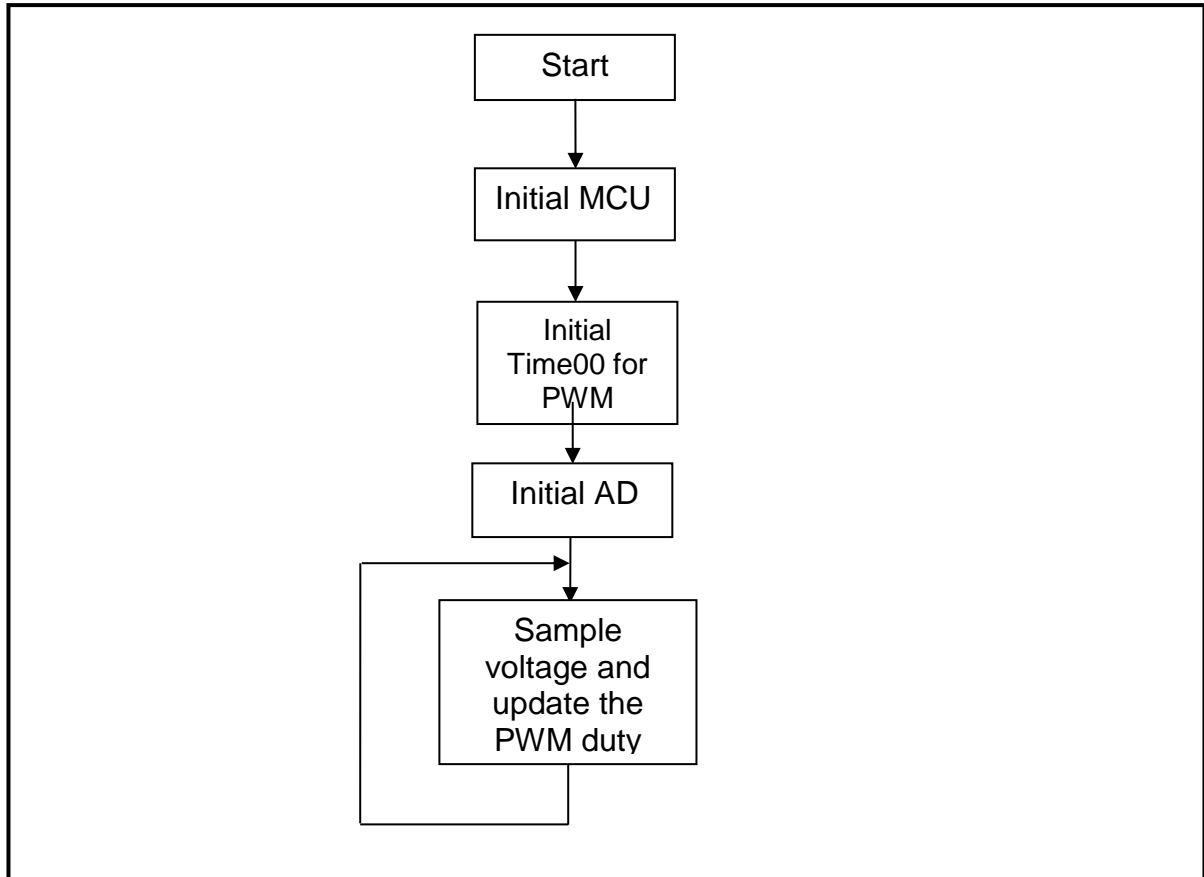 Start
Initial MCU
Initial
Time00 for
PWM
Initial AD
Sample
voltage and
update the
PWM duty